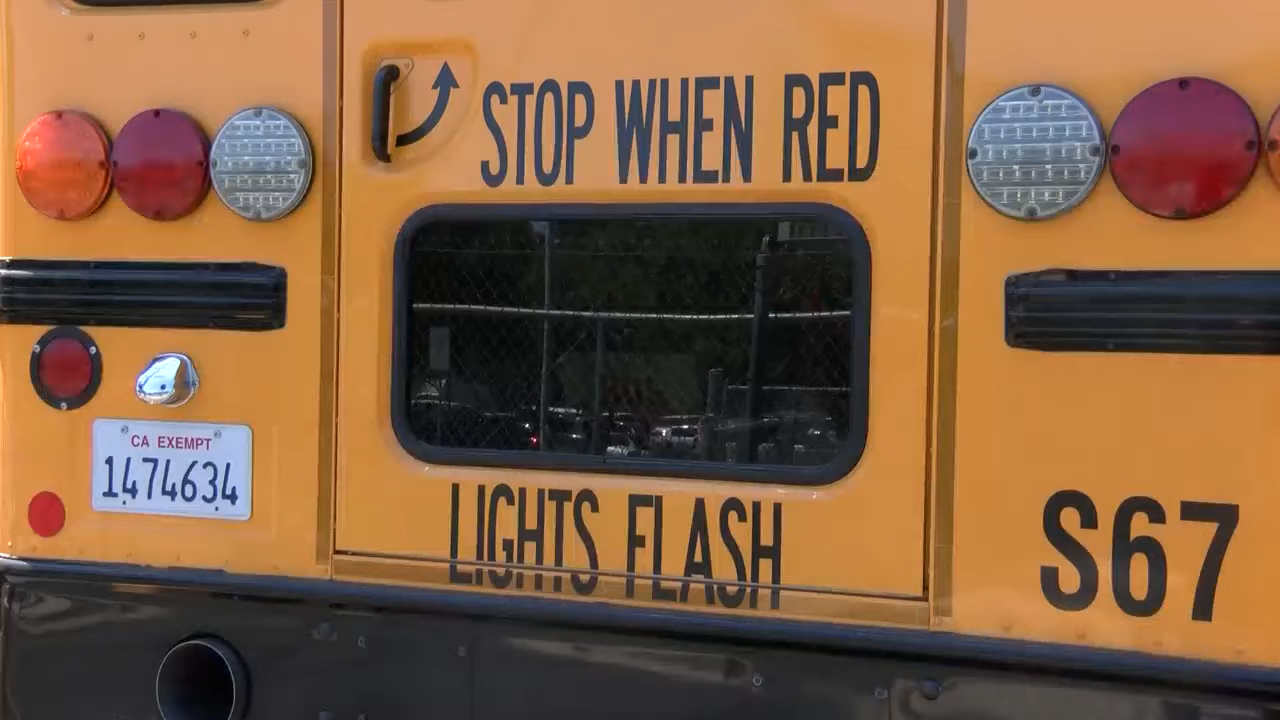 STOP WHEN RED
LIGHTS FLASH
CA EXEMPT
1474634
S67